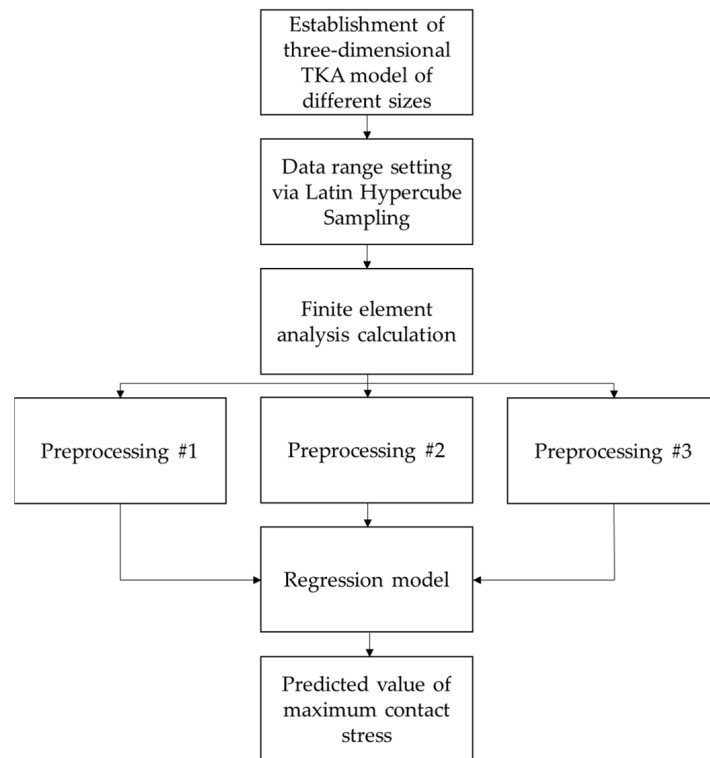 Establishment of
three-dimensional
TKA model of
different sizes
Data range setting
via Latin Hypercube
Sampling
Finite element
analysis calculation
Preprocessing #1
Preprocessing #2
Preprocessing #3
Regression model
Predicted value of
maximum contact
stress